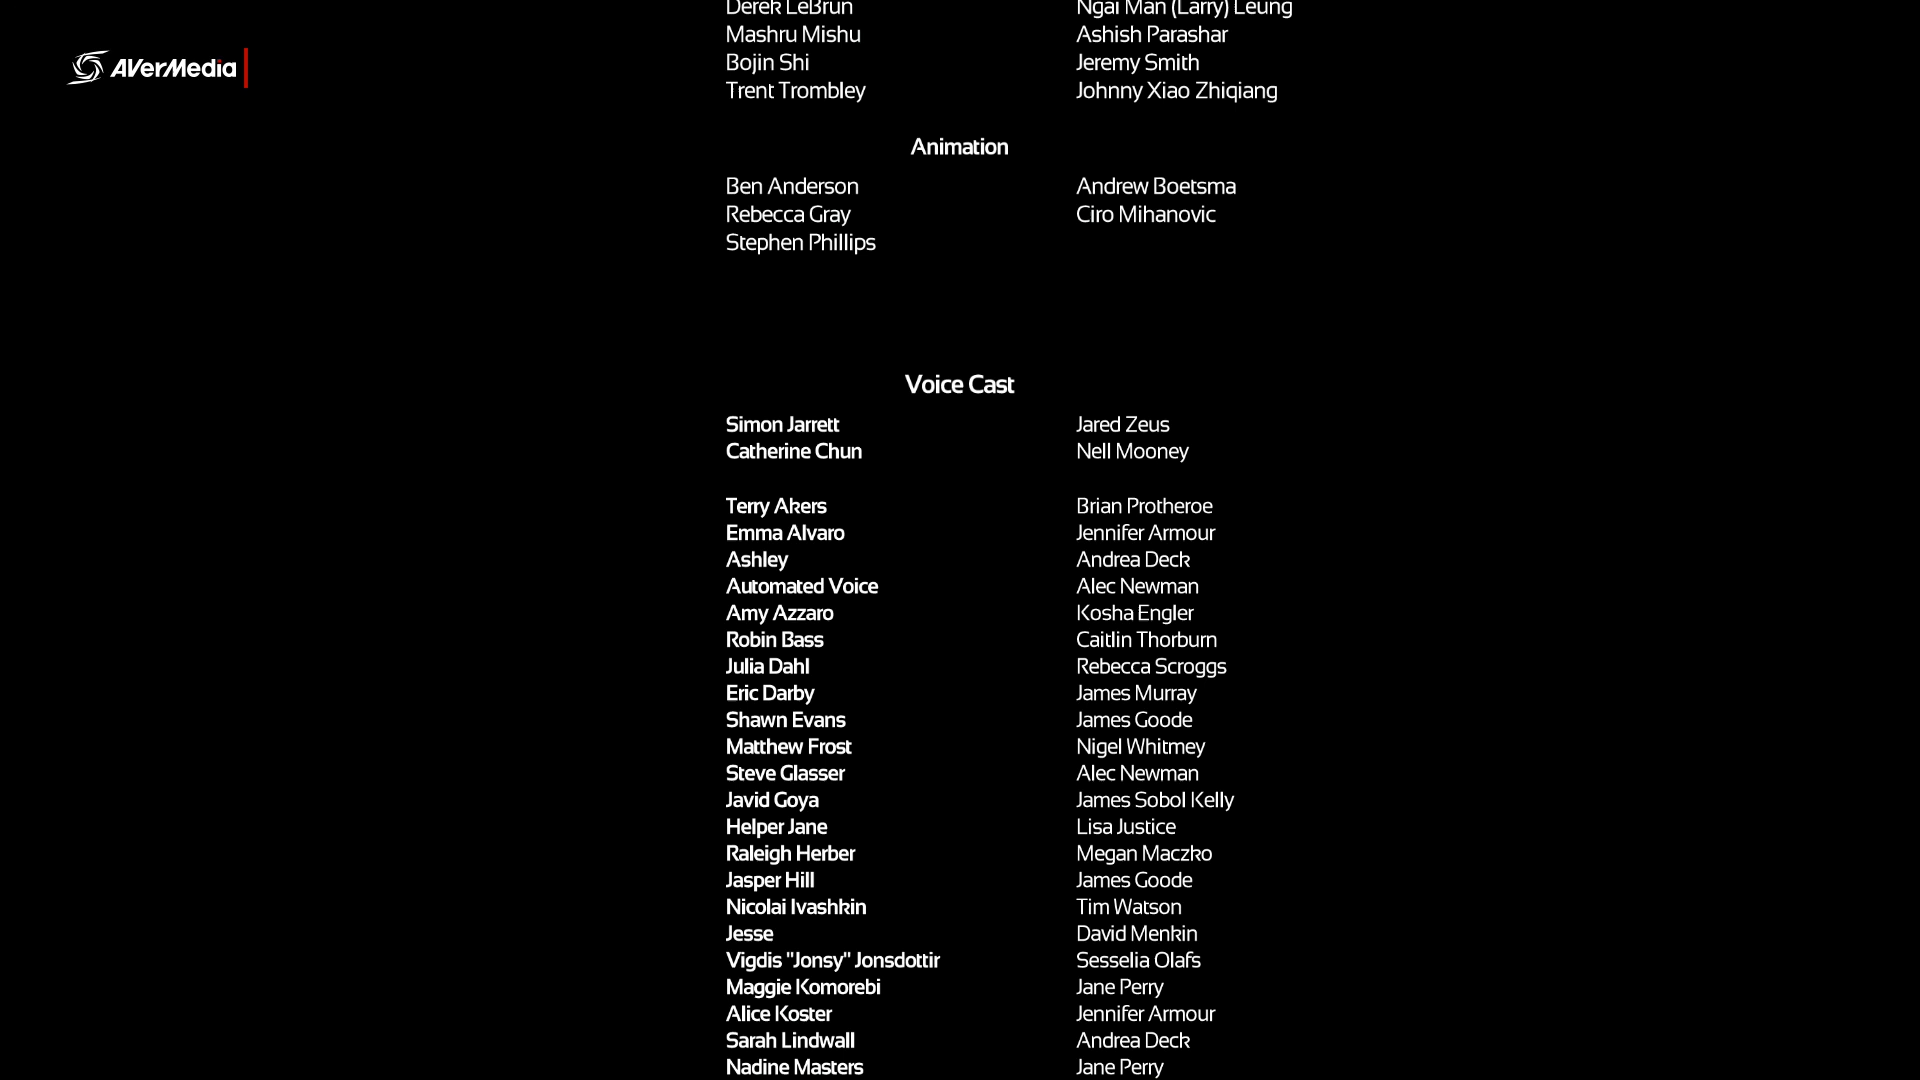 Derek LeBrun Ngai Man (Larry) Leung
Mashru Mishu Ashish Parashar
AVerMedia
Bojin Shi Jeremy Smith
Trent Trombley Johnny Xiao Zhiqiang
Animation
Ben Anderson Andrew Boetsma
Rebecca Gray Ciro Mihanovic
Stephen Phillips
Voice Cast
Simon Jarrett Jared Zeus
Catherine Chun Nell Mooney
Terry Akers Brian Protheroe
Emma Alvaro Jennifer Armour
Ashley Andrea Deck
Automated Voice Alec Newman
Amy Azzaro Kosha Engler
Robin Bass Caitlin Thorburn
Julia Dahl Rebecca Scroggs
Eric Darby James Murray
Shawn Evans James Goode
Matthew Frost Nigel Whitmey
Steve Glasser Alec Newman
Javid Goya James Sobol Kelly
Helper Jane Lisa Justice
Raleigh Herber Megan Maczko
Jasper Hill James Goode
Nicolai Ivashkin Tim Watson
Jesse David Menkin
Vigdis "Jonsy" Jonsdottir Sesselia Olafs
Maggie Komorebi Jane Perry
Alice Koster Jennifer Armour
Sarah Lindwall Andrea Deck
Nadine Masters Jane Perry